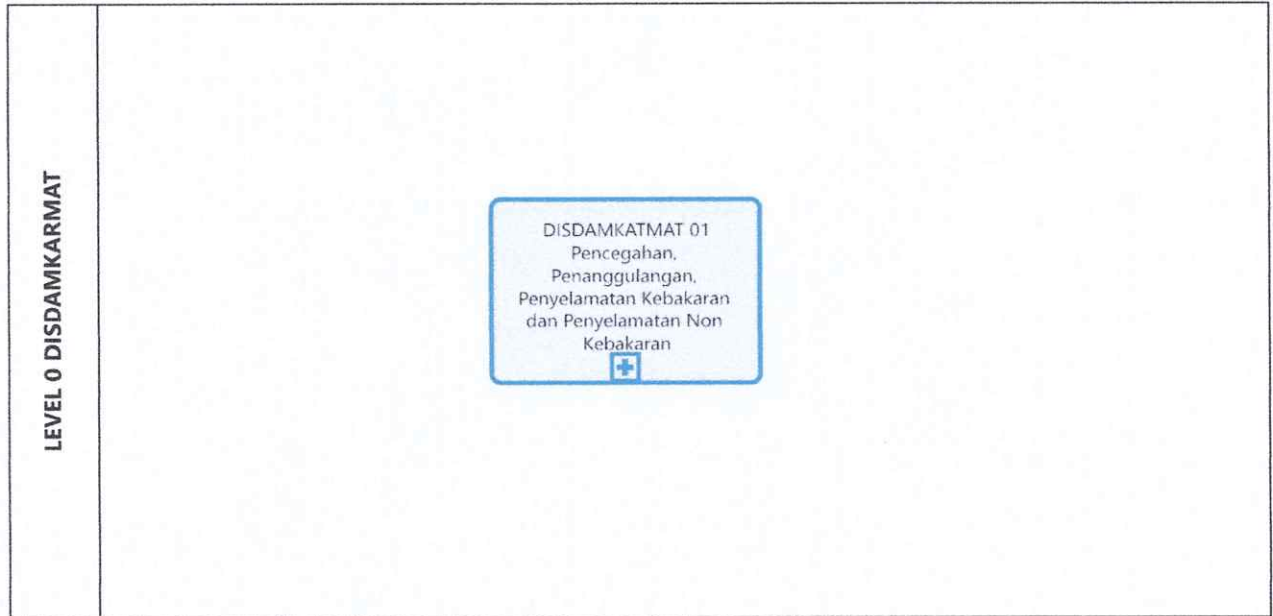 LEVEL 0 DISDAMKARMAT
DISDAMKATMAT 01
Pencegahan,
Penanggulangan,
Penyelamatan Kebakaran
dan Penyelamatan Non
Kebakaran